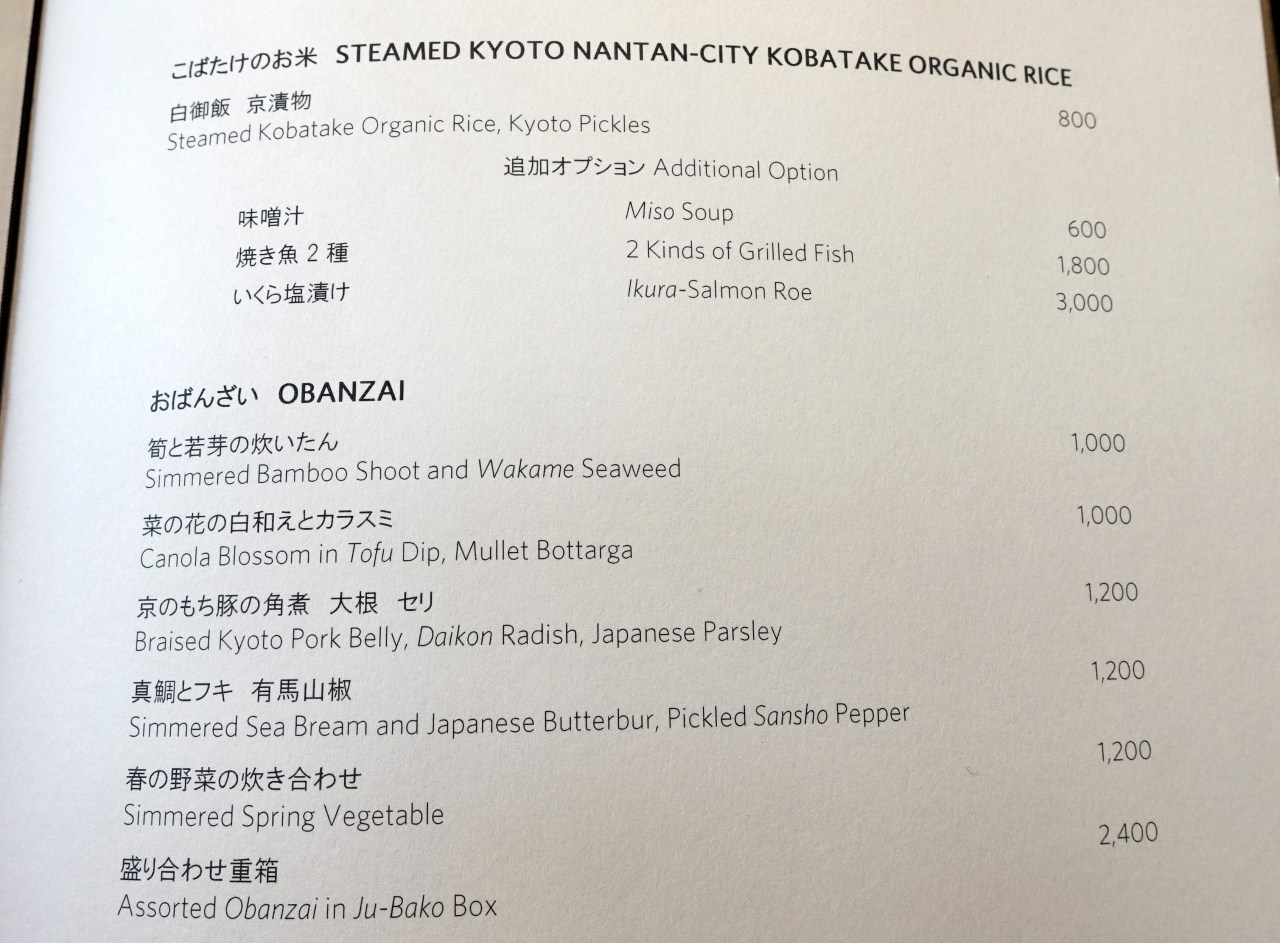 こばたけのお米 STEAMED KYOTO NANTAN-CITY KOBATAKE ORGANIC RICE
白御飯 京漬物
Steamed Kobatake Organic Rice, Kyoto Pickles 800
追加オプション Additional Option
味噌汁 Miso Soup 600
焼き魚 2 種 2 Kinds of Grilled Fish 1,800
いくら塩漬け Ikura-Salmon Roe 3,000
おばんざい OBANZAI
筍と若芽の炊いたん 1,000
Simmered Bamboo Shoot and Wakame Seaweed
菜の花の白和えとカラスミ 1,000
Canola Blossom in Tofu Dip, Mullet Bottarga
京のもち豚の角煮 大根 セリ 1,200
Braised Kyoto Pork Belly, Daikon Radish, Japanese Parsley
真鯛とフキ 有馬山椒 1,200
Simmered Sea Bream and Japanese Butterbur, Pickled Sansho Pepper
春の野菜の炊き合わせ 1,200
Simmered Spring Vegetable
盛り合わせ重箱 2,400
Assorted Obanzai in Ju-Bako Box